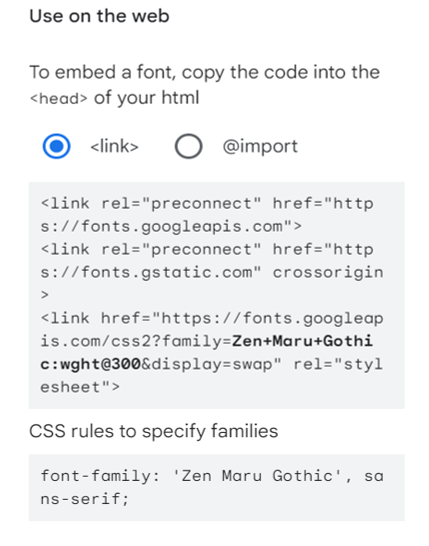 Use on the web
To embed a font, copy the code into the
<head> of your html
<link>
@import
<link rel="preconnect" href="http
s://fonts.googleapis.com">
<link rel="preconnect" href="http
s://fonts.gstatic.com" crossorigin
>
<link href="https://fonts.googleap
is.com/css2?family=Zen+Maru+Gothi
c:wght@300&display=swap" rel="styl
esheet">
CSS rules to specify families
font-family: 'Zen Maru Gothic', sa
ns-serif;